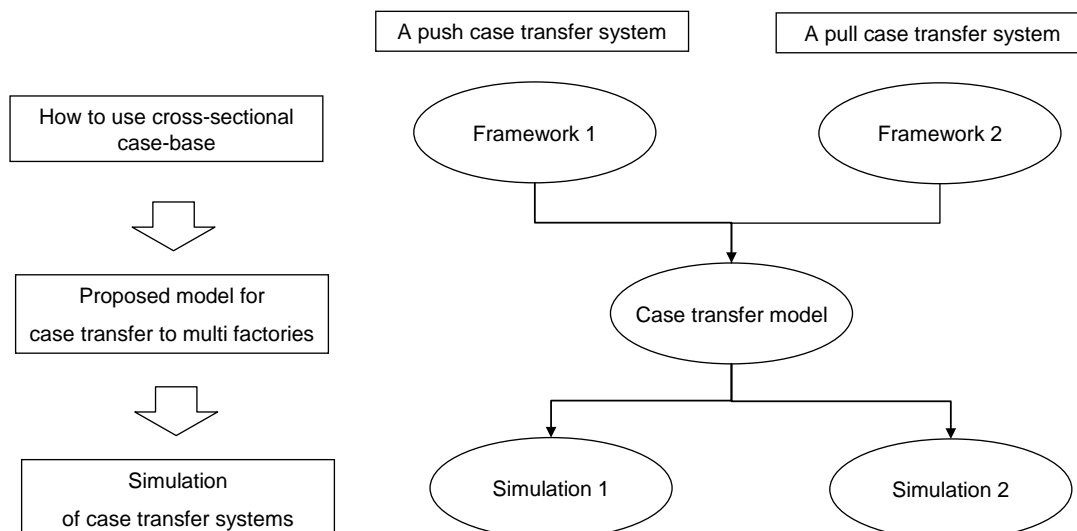 A push case transfer system
A pull case transfer system
How to use cross-sectional
case-base
Framework 1
Framework 2
Proposed model for
case transfer to multi factories
Case transfer model
Simulation
of case transfer systems
Simulation 1
Simulation 2